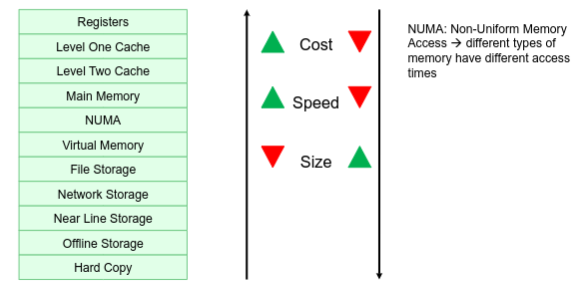 Registers
Level One Cache
Level Two Cache
Main Memory
NUMA
Virtual Memory
File Storage
Network Storage
Near Line Storage
Offline Storage
Hard Copy
Cost
Speed
Size
NUMA: Non-Uniform Memory
Access → different types of
memory have different access
times